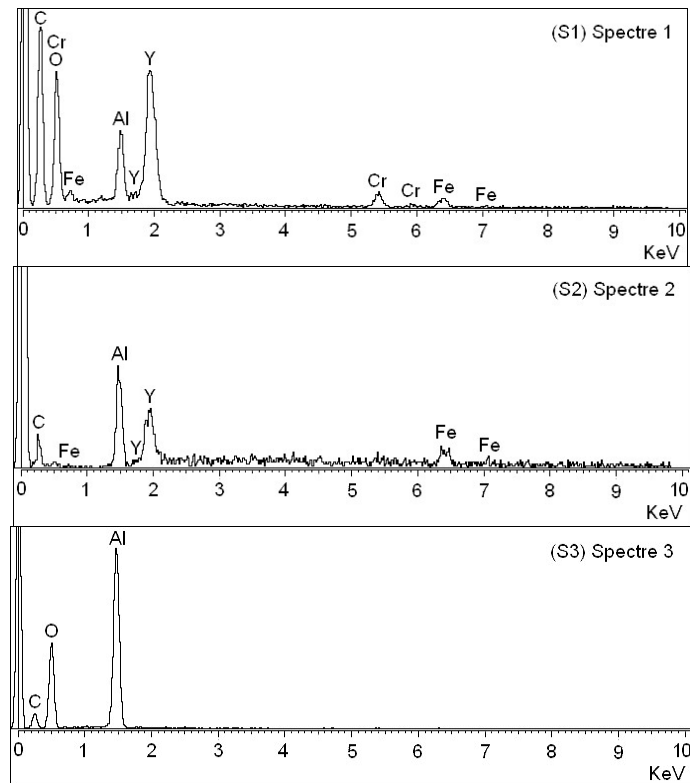 (S1) Spectre 1
C
Cr
O
Y
Al
Fe
Y
Cr
Cr
Fe
Fe
0 1 2 3 4 5 6 7 8 9 10
KeV
(S2) Spectre 2
Al
Y
C
Fe
Y
Fe
Fe
0 1 2 3 4 5 6 7 8 9 10
KeV
(S3) Spectre 3
Al
O
C
0 1 2 3 4 5 6 7 8 9 10
KeV